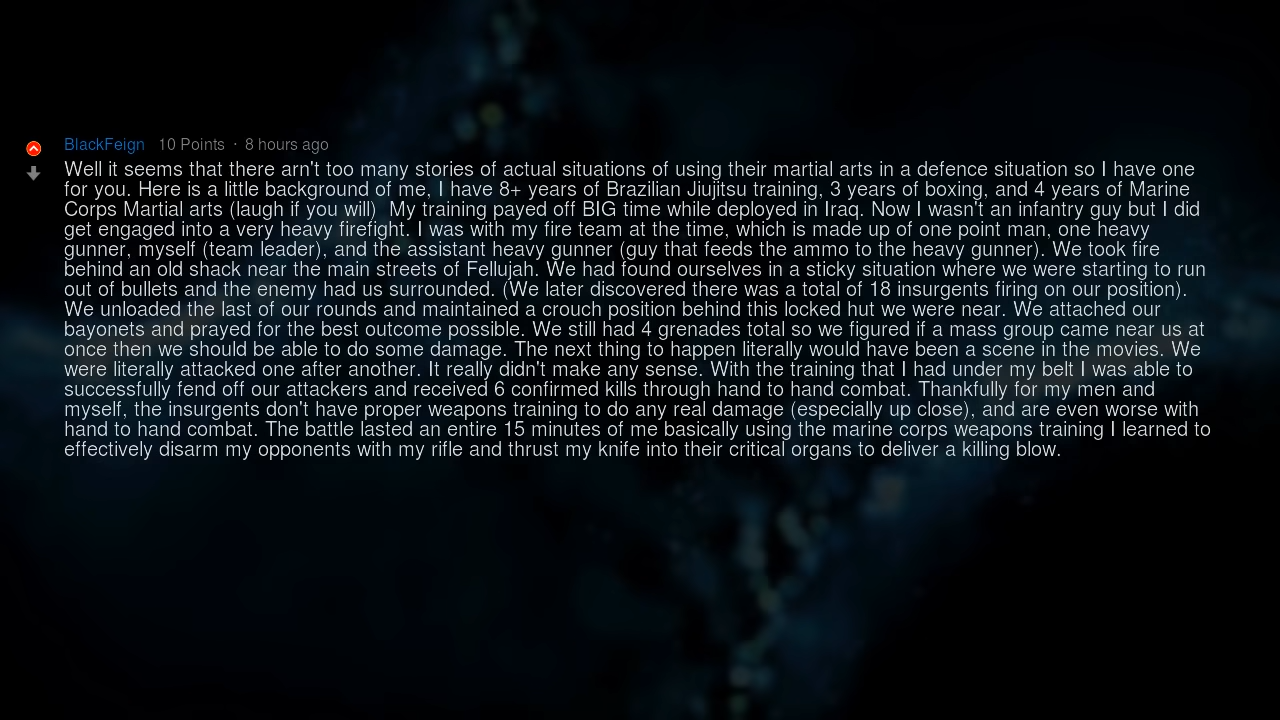 BlackFeign 10 Points · 8 hours ago
Well it seems that there arn't too many stories of actual situations of using their martial arts in a defence situation so I have one
for you. Here is a little background of me, I have 8+ years of Brazilian Jiujitsu training, 3 years of boxing, and 4 years of Marine
Corps Martial arts (laugh if you will)  My training payed off BIG time while deployed in Iraq. Now I wasn't an infantry guy but I did
get engaged into a very heavy firefight. I was with my fire team at the time, which is made up of one point man, one heavy
gunner, myself (team leader), and the assistant heavy gunner (guy that feeds the ammo to the heavy gunner). We took fire
behind an old shack near the main streets of Fellujah. We had found ourselves in a sticky situation where we were starting to run
out of bullets and the enemy had us surrounded. (We later discovered there was a total of 18 insurgents firing on our position).
We unloaded the last of our rounds and maintained a crouch position behind this locked hut we were near. We attached our
bayonets and prayed for the best outcome possible. We still had 4 grenades total so we figured if a mass group came near us at
once then we should be able to do some damage. The next thing to happen literally would have been a scene in the movies. We
were literally attacked one after another. It really didn't make any sense. With the training that I had under my belt I was able to
successfully fend off our attackers and received 6 confirmed kills through hand to hand combat. Thankfully for my men and
myself, the insurgents don't have proper weapons training to do any real damage (especially up close), and are even worse with
hand to hand combat. The battle lasted an entire 15 minutes of me basically using the marine corps weapons training I learned to
effectively disarm my opponents with my rifle and thrust my knife into their critical organs to deliver a killing blow.